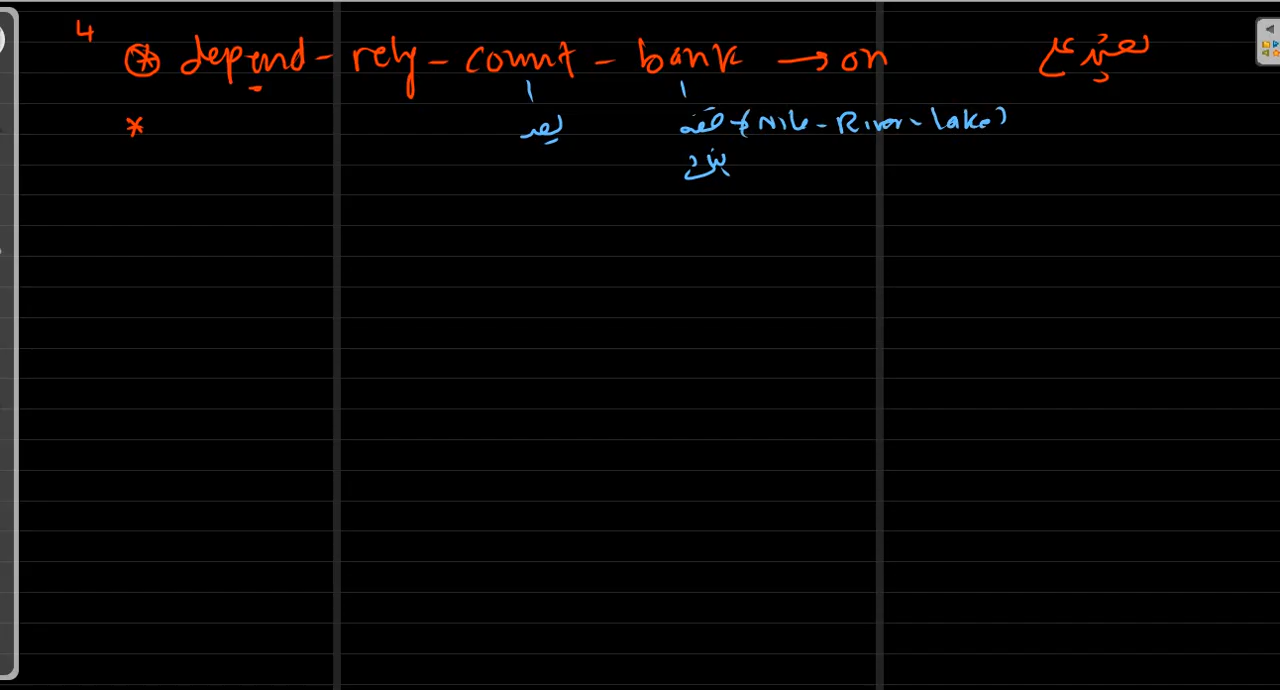 4
⊛ depend - rely - count - bank → on يعتمد على
* يعد ضفة (Nile - River - Lake)
بنك